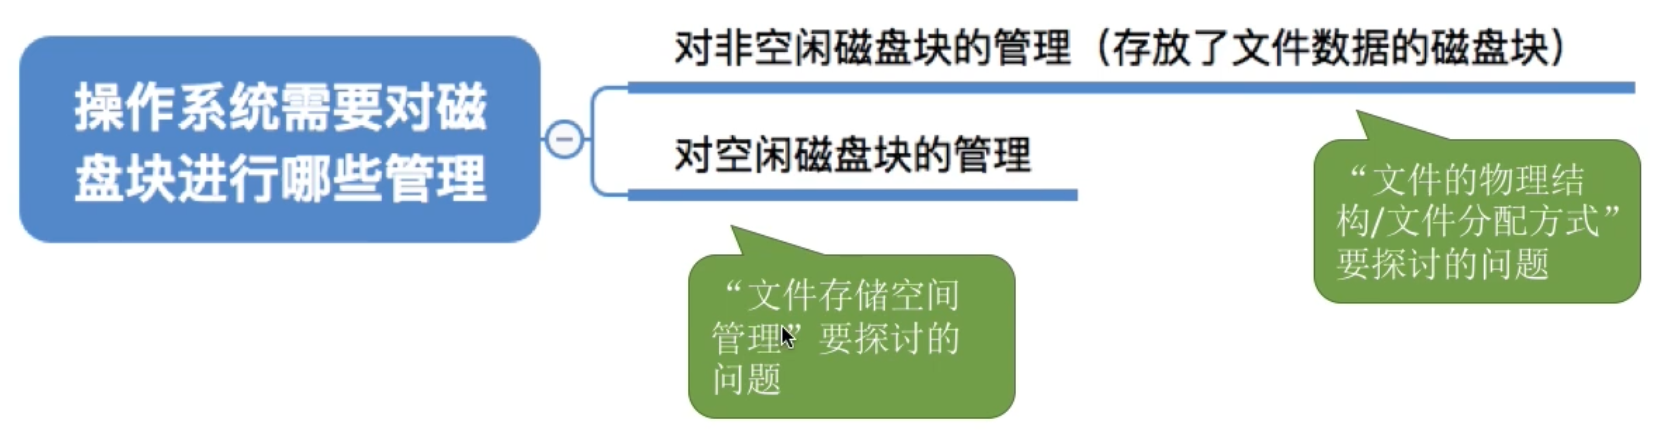 操作系统需要对磁
盘块进行哪些管理
对非空闲磁盘块的管理（存放了文件数据的磁盘块）
对空闲磁盘块的管理
“文件的物理结
构/文件分配方式”
要探讨的问题
“文件存储空间
管理”要探讨的
问题